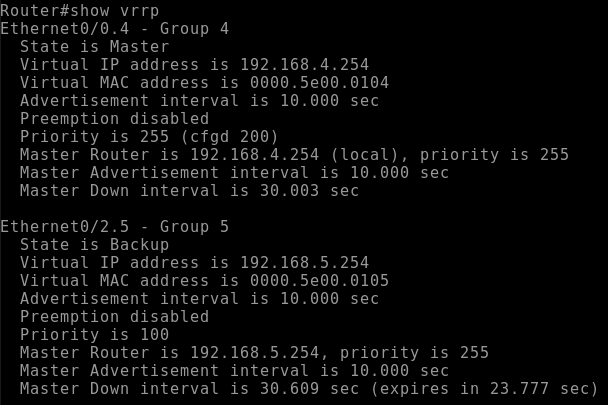 Router#show vrrp
Ethernet0/0.4 - Group 4
  State is Master
  Virtual IP address is 192.168.4.254
  Virtual MAC address is 0000.5e00.0104
  Advertisement interval is 10.000 sec
  Preemption disabled
  Priority is 255 (cfgd 200)
  Master Router is 192.168.4.254 (local), priority is 255
  Master Advertisement interval is 10.000 sec
  Master Down interval is 30.003 sec

Ethernet0/2.5 - Group 5
  State is Backup
  Virtual IP address is 192.168.5.254
  Virtual MAC address is 0000.5e00.0105
  Advertisement interval is 10.000 sec
  Preemption disabled
  Priority is 100
  Master Router is 192.168.5.254, priority is 255
  Master Advertisement interval is 10.000 sec
  Master Down interval is 30.609 sec (expires in 23.777 sec)